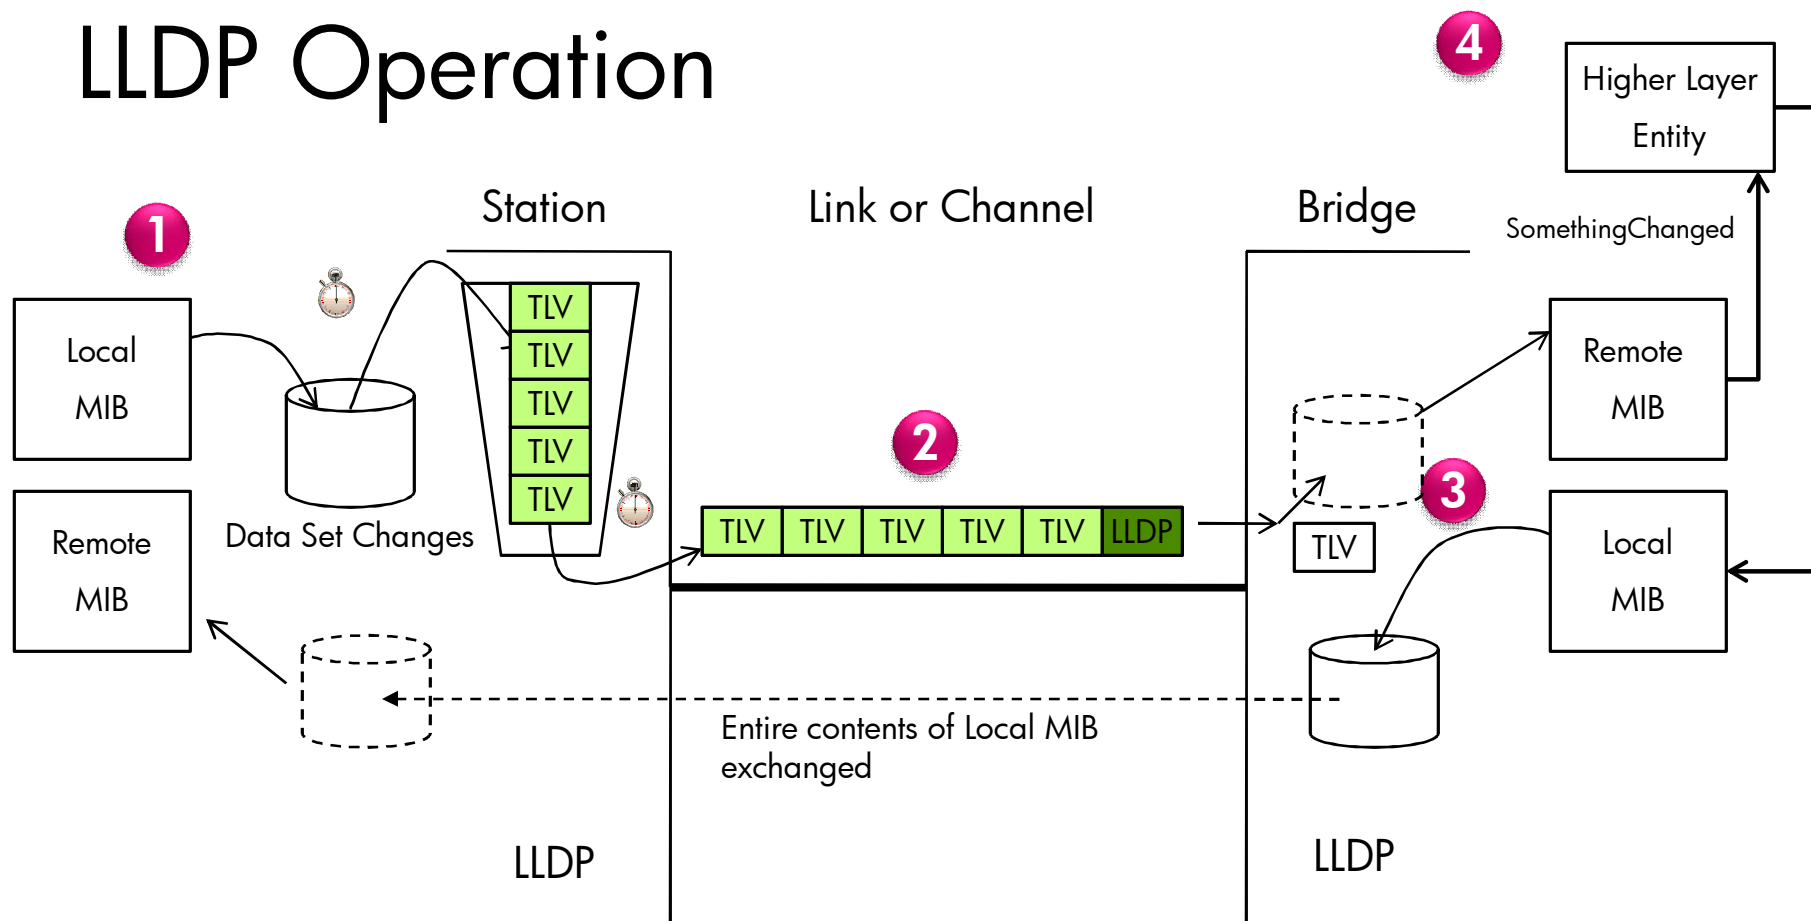 LLDP Operation
4
Higher Layer
Entity
Station
Link or Channel
Bridge
SomethingChanged
1
Local
MIB
TLV
TLV
TLV
TLV
TLV
Data Set Changes
Remote
MIB
2
TLV TLV TLV TLV TLV LLDP
Remote
MIB
3
TLV
Local
MIB
Entire contents of Local MIB
exchanged
LLDP
LLDP